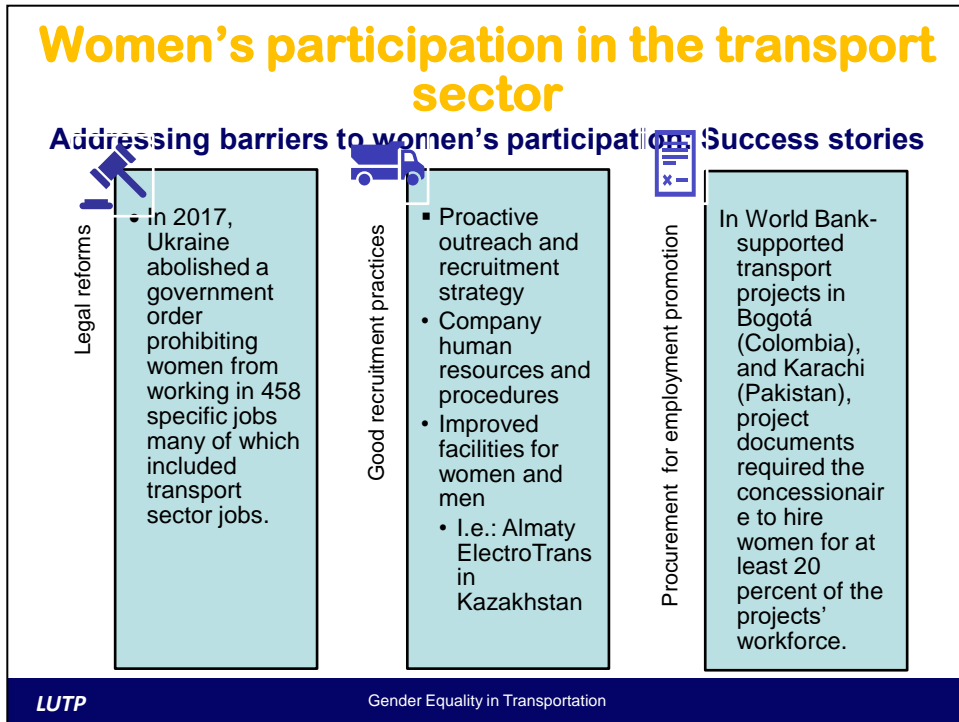 Women's participation in the transport
sector
Addressing barriers to women's participation: Success stories
Legal reforms
• In 2017,
Ukraine
abolished a
government
order
prohibiting
women from
working in 458
specific jobs
many of which
included
transport
sector jobs.
Good recruitment practices
▪ Proactive
outreach and
recruitment
strategy
• Company
human
resources and
procedures
• Improved
facilities for
women and
men
• I.e.: Almaty
ElectroTrans
in
Kazakhstan
Procurement for employment promotion
In World Bank-
supported
transport
projects in
Bogotá
(Colombia),
and Karachi
(Pakistan),
project
documents
required the
concessionair
e to hire
women for at
least 20
percent of the
projects'
workforce.
LUTP
Gender Equality in Transportation